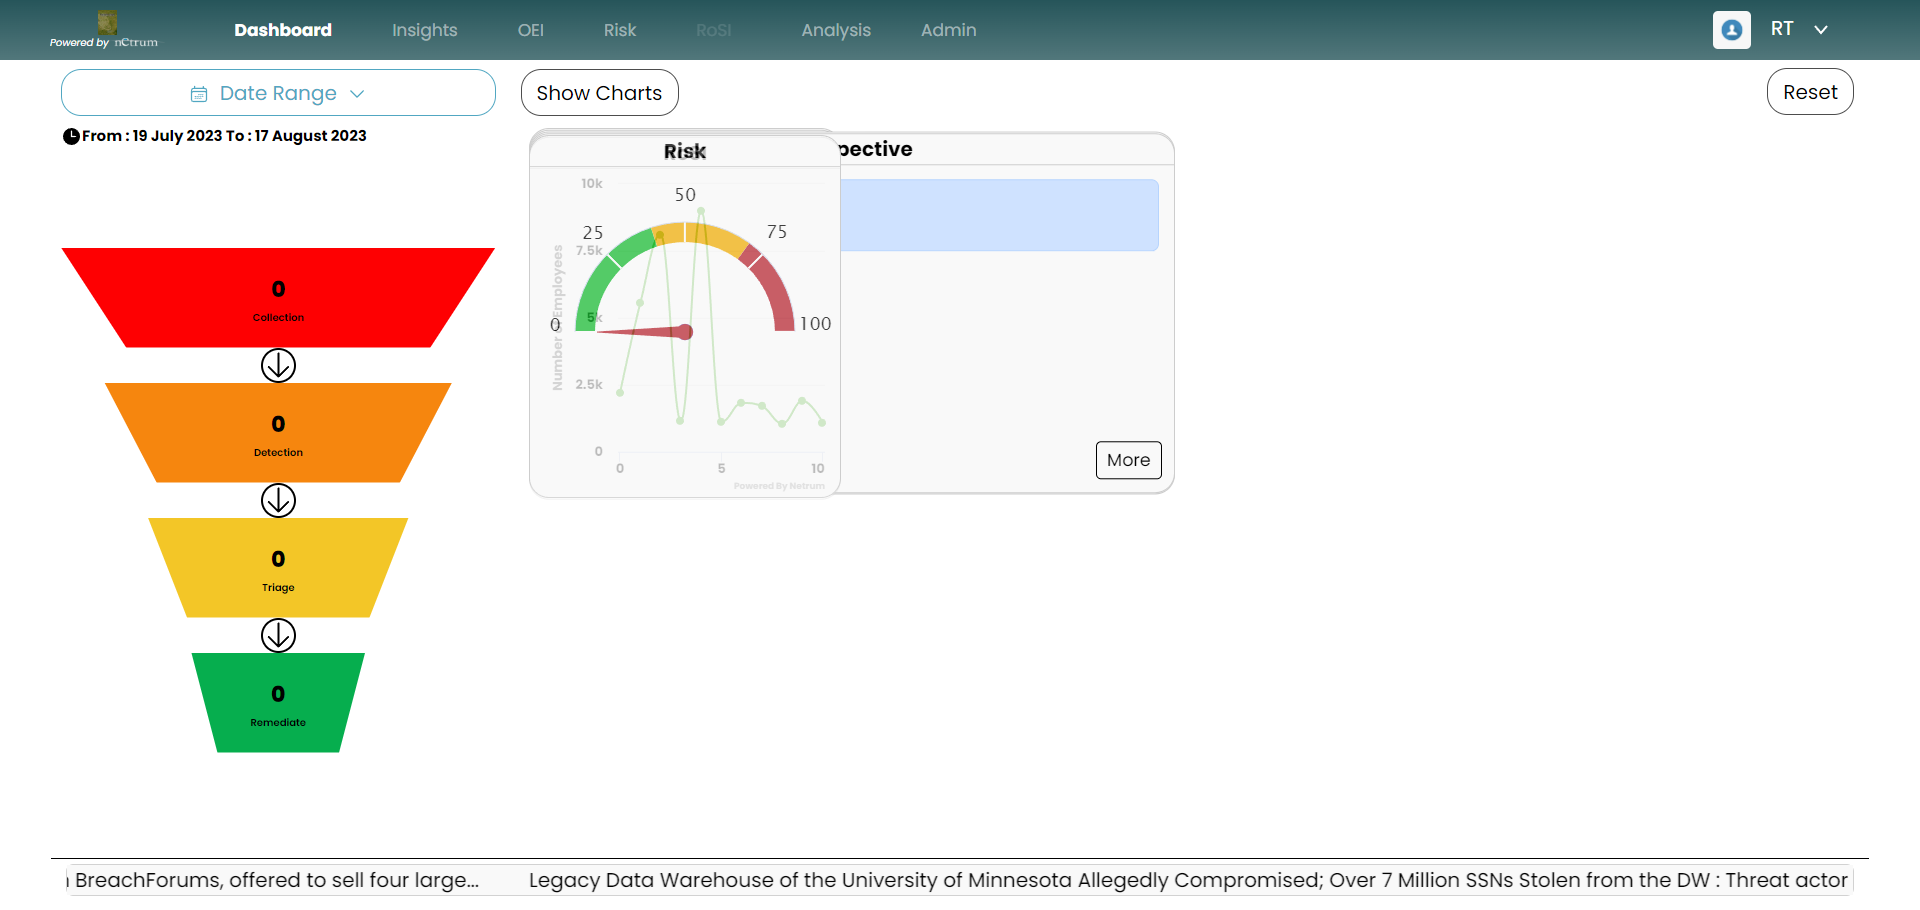 Powered by nCtrum
Dashboard
Insights
OEI
Risk
RoSI
Analysis
Admin
RT
Date Range
Show Charts
Reset
From : 19 July 2023 To : 17 August 2023
0
Collection
0
Detection
0
Triage
0
Remediate
Risk
pective
10k
7.5k
5k
2.5k
0
Number of Employees
0
25
50
75
100
0
5
10
Powered By Netrum
More
BreachForums, offered to sell four large...
Legacy Data Warehouse of the University of Minnesota Allegedly Compromised; Over 7 Million SSNs Stolen from the DW : Threat actor